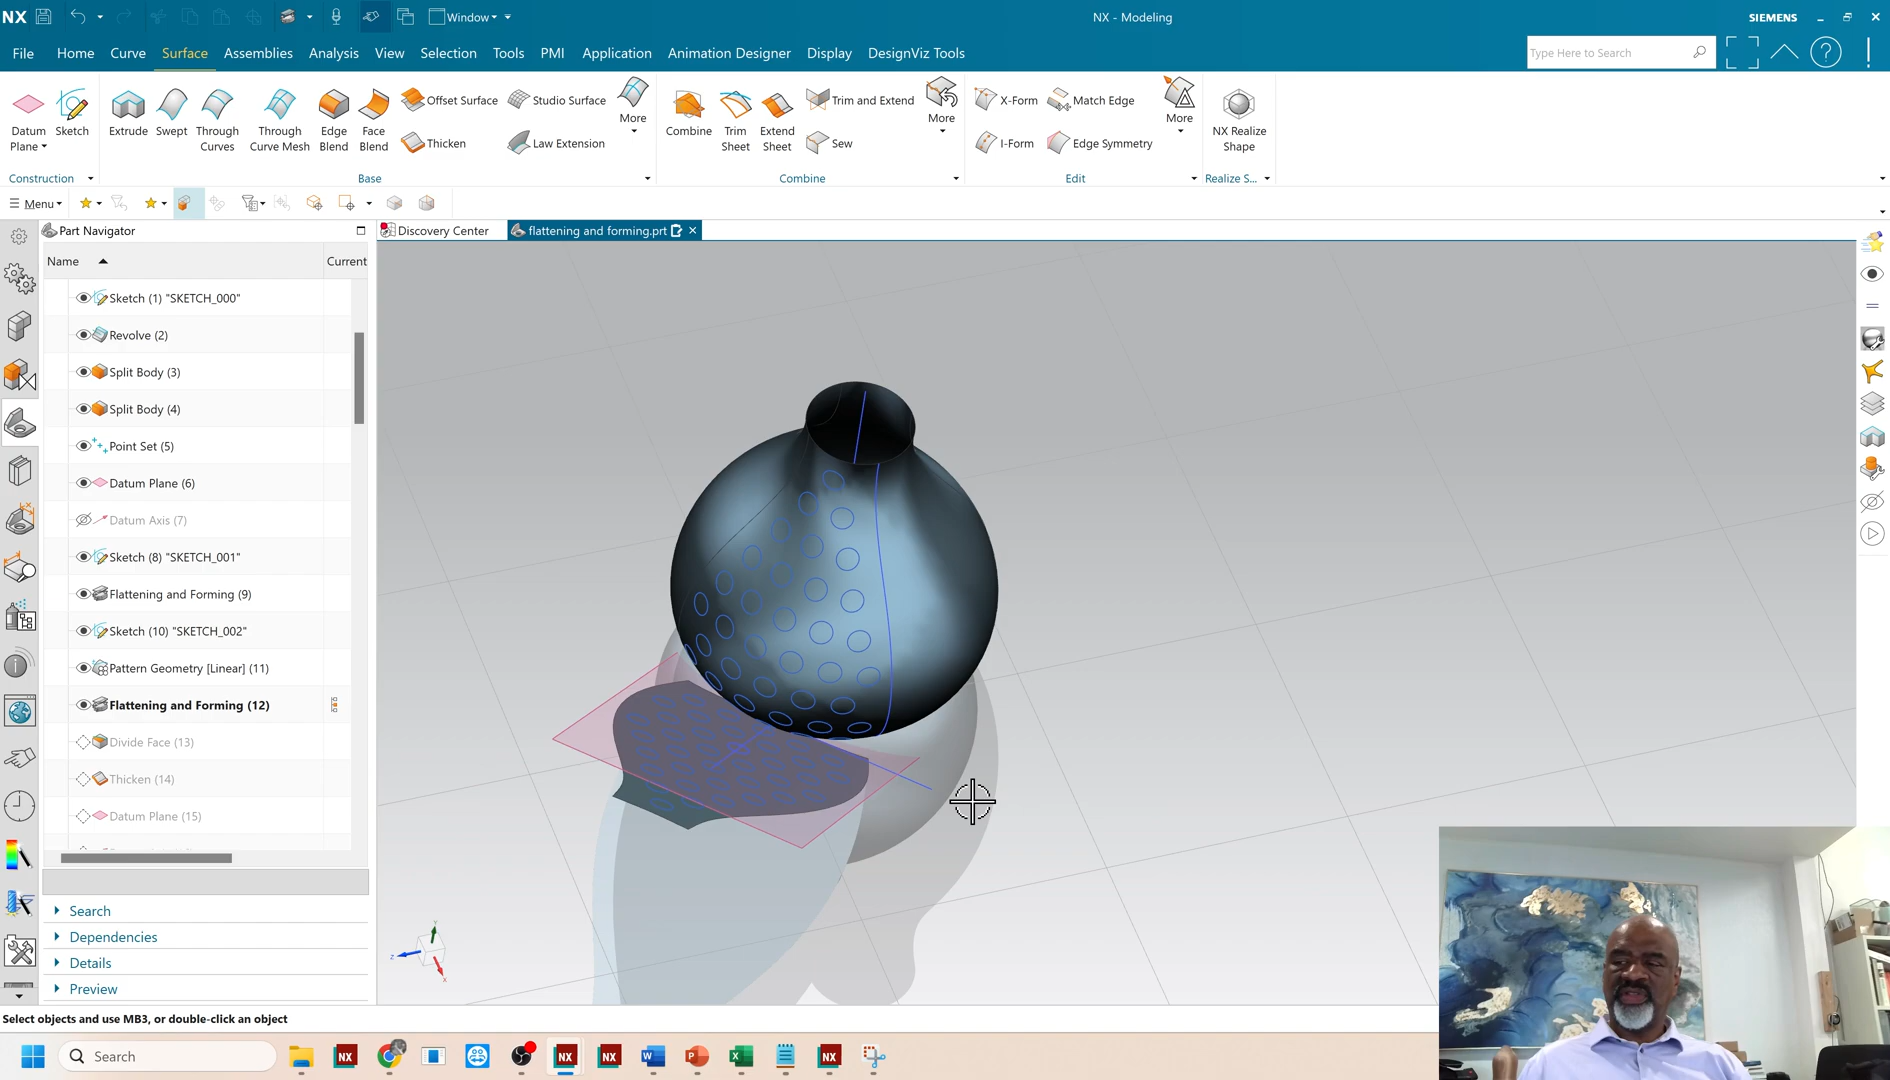 NX
Window
NX - Modeling
SIEMENS
File Home Curve Surface Assemblies Analysis View Selection Tools PMI Application Animation Designer Display DesignViz Tools
Type Here to Search
Datum Plane
Sketch
Extrude
Swept
Through Curves
Through Curve Mesh
Edge Blend
Face Blend
Offset Surface
Thicken
Studio Surface
Law Extension
More
Combine
Trim Sheet
Extend Sheet
Trim and Extend
Sew
More
X-Form
I-Form
Match Edge
Edge Symmetry
More
NX Realize Shape
Construction
Base
Combine
Edit
Realize S...
Menu
Part Navigator
Discovery Center
flattening and forming.prt
Name
Current
Sketch (1) "SKETCH_000"
Revolve (2)
Split Body (3)
Split Body (4)
Point Set (5)
Datum Plane (6)
Datum Axis (7)
Sketch (8) "SKETCH_001"
Flattening and Forming (9)
Sketch (10) "SKETCH_002"
Pattern Geometry [Linear] (11)
Flattening and Forming (12)
Divide Face (13)
Thicken (14)
Datum Plane (15)
Search
Dependencies
Details
Preview
Select objects and use MB3, or double-click an object
Search